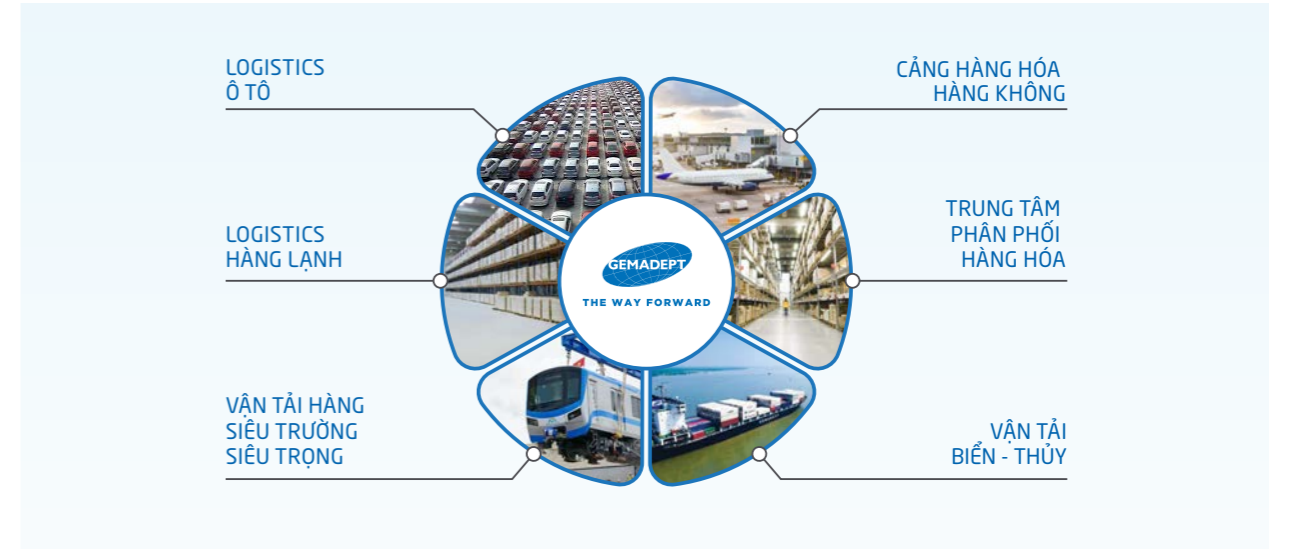 LOGISTICS
Ô TÔ
CẢNG HÀNG HÓA
HÀNG KHÔNG
LOGISTICS
HÀNG LẠNH
TRUNG TÂM
PHÂN PHỐI
HÀNG HÓA
GEMADEPT
THE WAY FORWARD
VẬN TẢI HÀNG
SIÊU TRƯỜNG
SIÊU TRỌNG
VẬN TẢI
BIỂN - THỦY